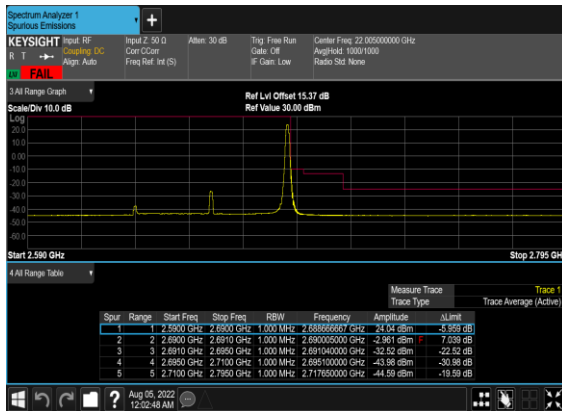 Spectrum Analyzer 1
Spurious Emissions
+
KEYSIGHT Input: RF Input Z: 50 Ω Atten: 30 dB Trig: Free Run Center Freq: 22.005000000 GHz
R T Coupling: DC Corr CCorr Gate: Off Avg|Hold: 1000/1000
Align: Auto Freq Ref: Int (S) IF Gain: Low Radio Std: None
FAIL
3 All Range Graph
Ref Lvl Offset 15.37 dB
Scale/Div 10.0 dB Ref Value 30.00 dBm
Log
20.0
10.0
0.00
-10.0
-20.0
-30.0
-40.0
-50.0
-60.0
Start 2.590 GHz Stop 2.795 GH
4 All Range Table
Measure Trace Trace 1
Trace Type Trace Average (Active)
Spur Range Start Freq Stop Freq RBW Frequency Amplitude ΔLimit
1 1 2.5900 GHz 2.6900 GHz 1.000 MHz 2.688666667 GHz 24.04 dBm -5.959 dB
2 2 2.6900 GHz 2.6910 GHz 1.000 MHz 2.690005000 GHz -2.961 dBm F 7.039 dB
3 3 2.6910 GHz 2.6950 GHz 1.000 MHz 2.691040000 GHz -32.52 dBm -22.52 dB
4 4 2.6950 GHz 2.7100 GHz 1.000 MHz 2.695100000 GHz -43.98 dBm -30.98 dB
5 5 2.7100 GHz 2.7950 GHz 1.000 MHz 2.717650000 GHz -44.59 dBm -19.59 dB
? Aug 05, 2022
12:02:48 AM